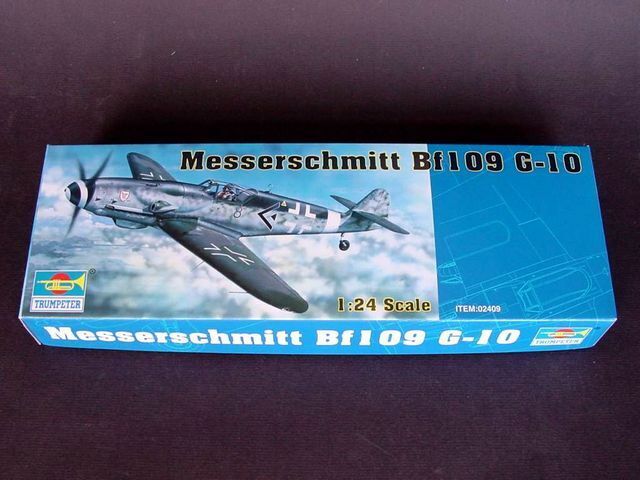 Messerschmitt Bf109 G-10
TRUMPETER
®
1:24 Scale
ITEM:02409
Messerschmitt Bf109 G-10
TRUMPETER